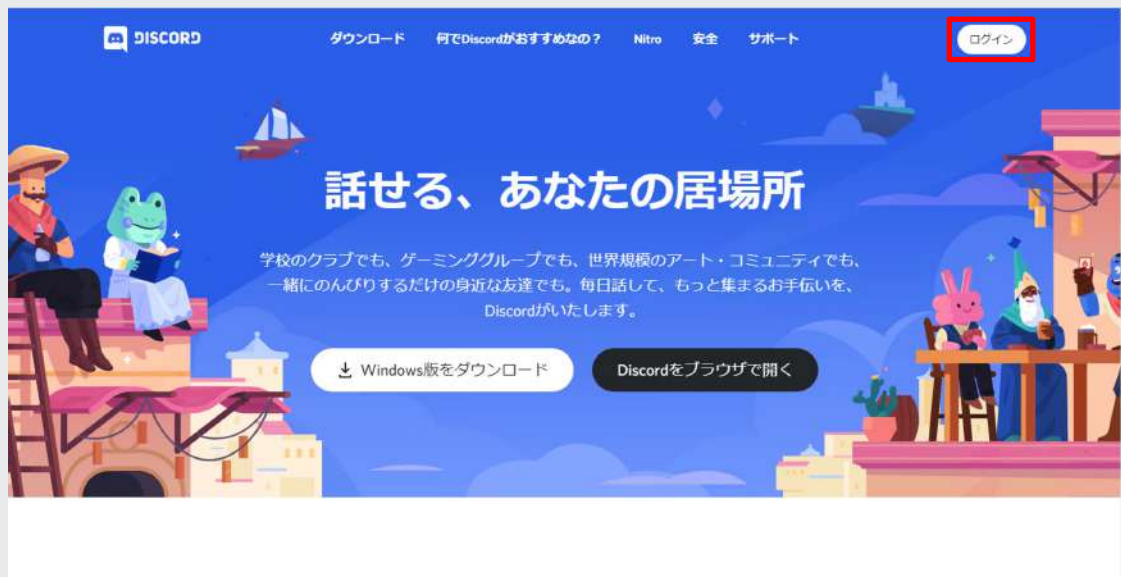 DISCORD
ダウンロード
何でDiscordがおすすめなの？
Nitro
安全
サポート
ログイン
話せる、あなたの居場所
学校のクラブでも、ゲーミンググループでも、世界規模のアート・コミュニティでも、
一緒にのんびりするだけの身近な友達でも。毎日話して、もっと集まるお手伝いを、
Discordがいたします。
Windows版をダウンロード
Discordをブラウザで開く